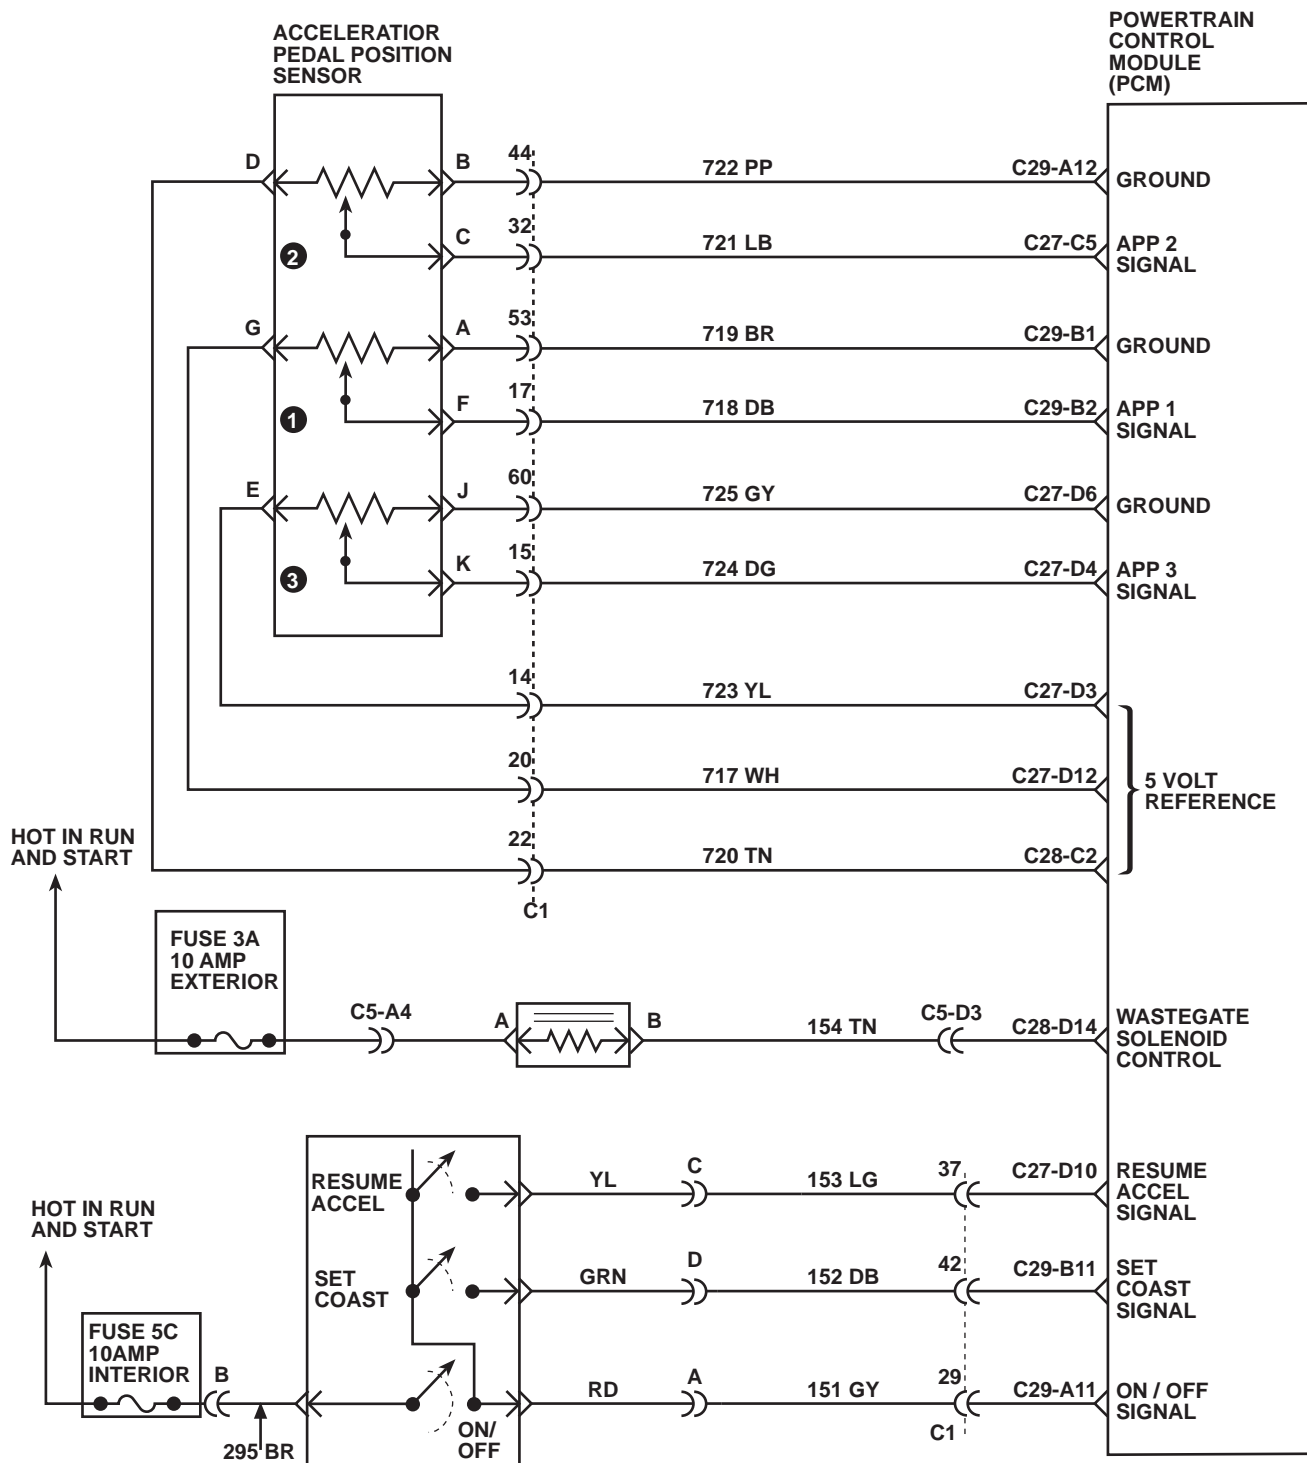 ACCELERATIOR
PEDAL POSITION
SENSOR
POWERTRAIN
CONTROL
MODULE
(PCM)
D
B
44
722 PP
C29-A12
GROUND
2
C
32
721 LB
C27-C5
APP 2
SIGNAL
G
A
53
719 BR
C29-B1
GROUND
1
F
17
718 DB
C29-B2
APP 1
SIGNAL
E
J
60
725 GY
C27-D6
GROUND
3
K
15
724 DG
C27-D4
APP 3
SIGNAL
14
723 YL
C27-D3
20
717 WH
C27-D12
5 VOLT
REFERENCE
22
720 TN
C28-C2
C1
HOT IN RUN
AND START
FUSE 3A
10 AMP
EXTERIOR
C5-A4
A
B
154 TN
C5-D3
C28-D14
WASTEGATE
SOLENOID
CONTROL
RESUME
ACCEL
YL
C
153 LG
37
C27-D10
RESUME
ACCEL
SIGNAL
HOT IN RUN
AND START
SET
COAST
GRN
D
152 DB
42
C29-B11
SET
COAST
SIGNAL
FUSE 5C
10AMP
INTERIOR
B
295 BR
ON/
OFF
RD
A
151 GY
29
C1
C29-A11
ON / OFF
SIGNAL